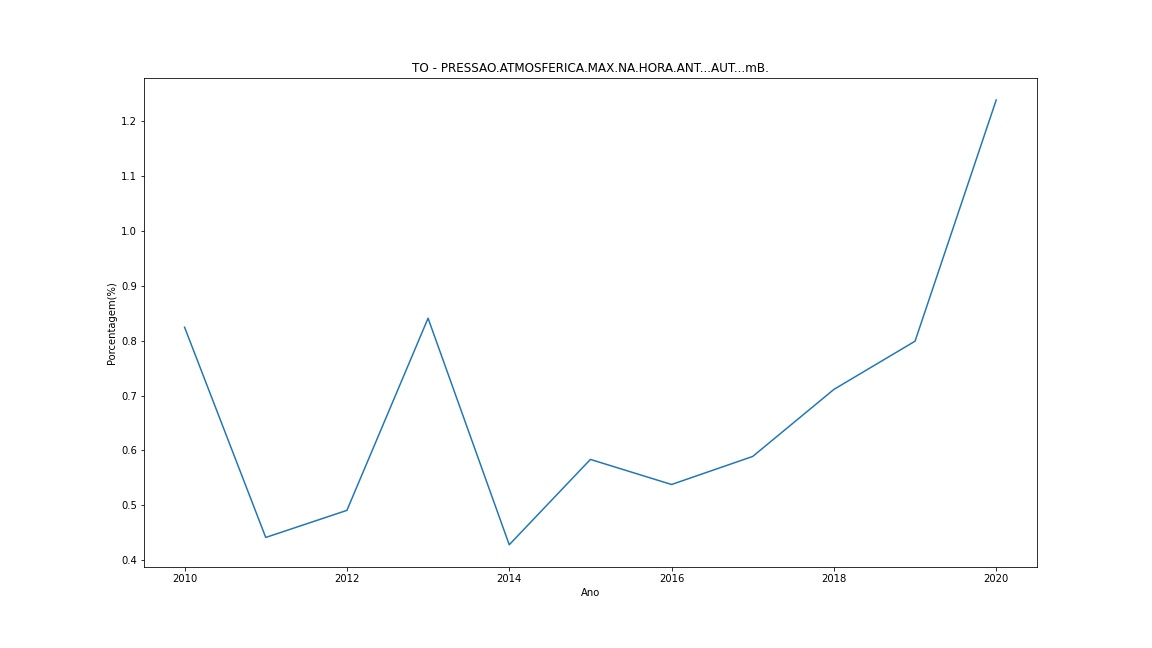 TO - PRESSAO.ATMOSFERICA.MAX.NA.HORA.ANT...AUT...mB.
1.2
1.1
1.0
0.9
0.8
0.7
0.6
0.5
0.4
Porcentagem(%)
2010 2012 2014 2016 2018 2020
Ano